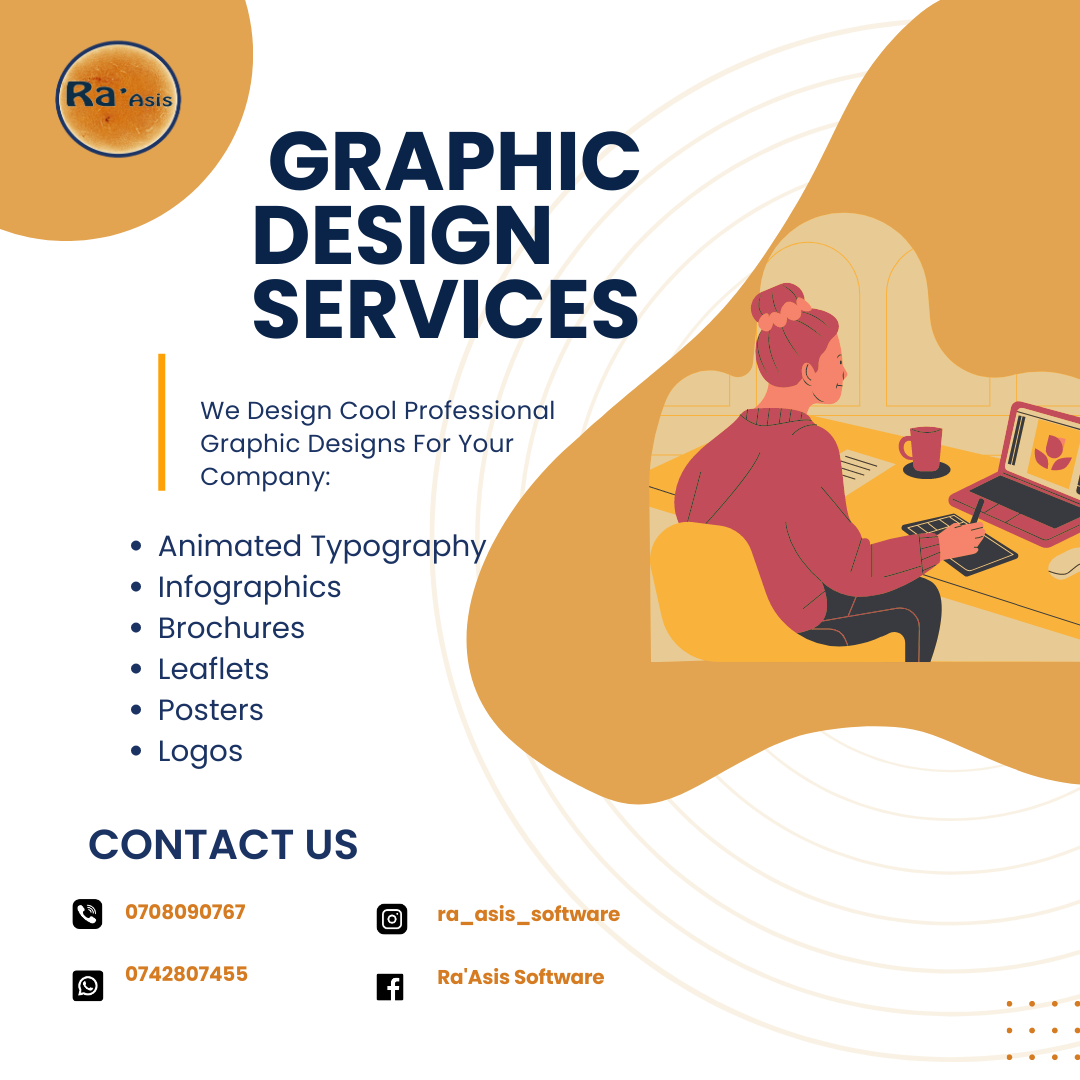 Ra'Asis
GRAPHIC
DESIGN
SERVICES
We Design Cool Professional
Graphic Designs For Your
Company:
• Animated Typography
• Infographics
• Brochures
• Leaflets
• Posters
• Logos
CONTACT US
0708090767
ra_asis_software
0742807455
Ra'Asis Software